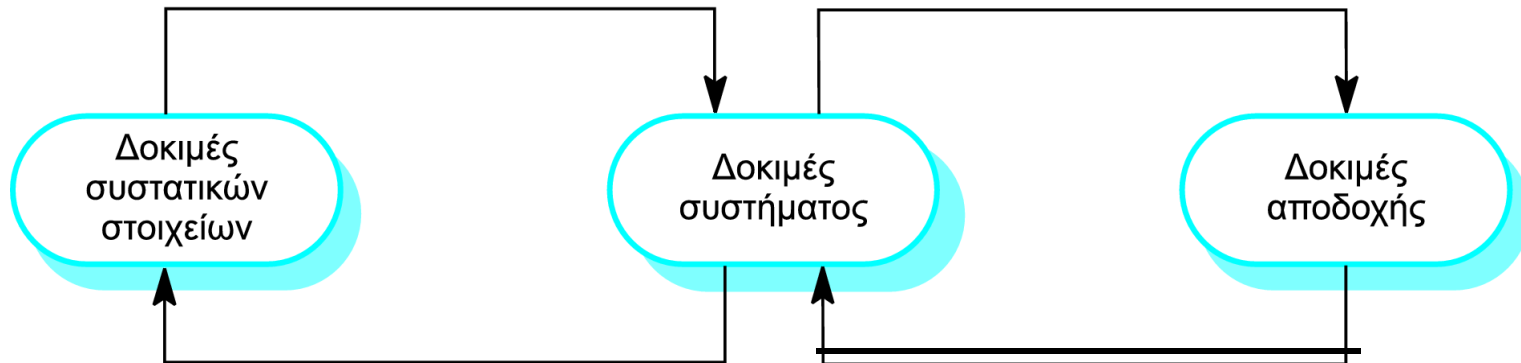 Δοκιμές
συστατικών
στοιχείων
Δοκιμές
συστήματος
Δοκιμές
αποδοχής